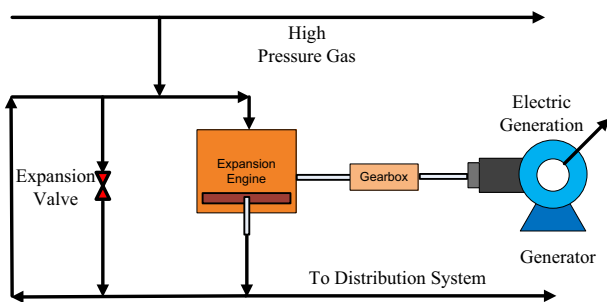 High
Pressure Gas
Electric
Generation
Expansion
Valve
Expansion
Engine
Gearbox
Generator
To Distribution System